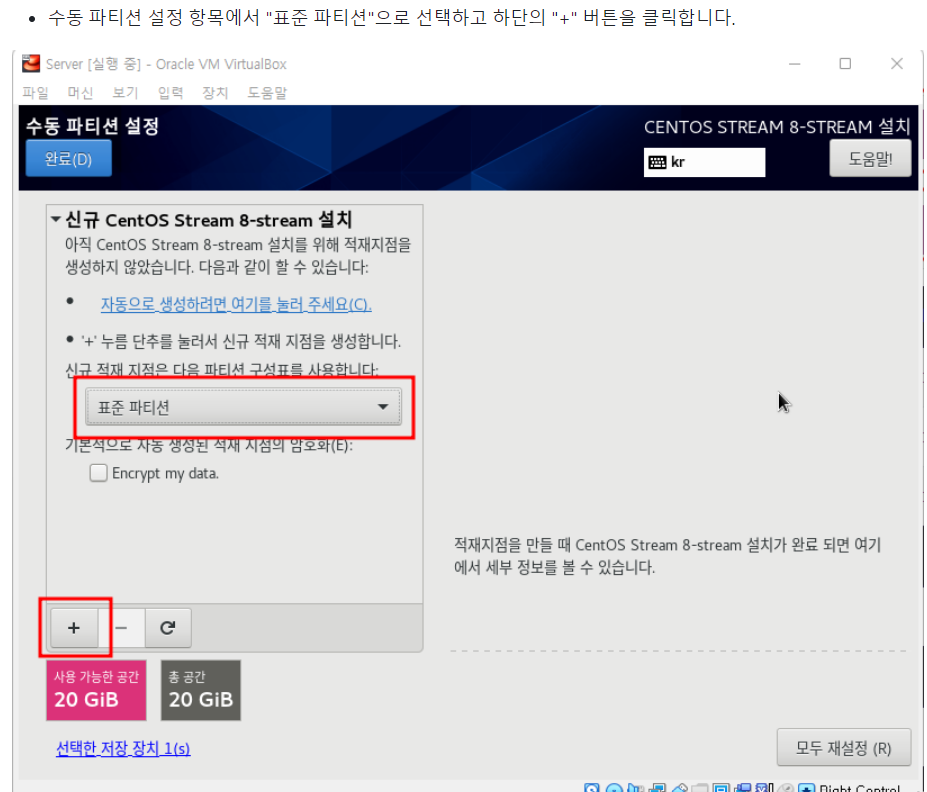 • 수동 파티션 설정 항목에서 "표준 파티션"으로 선택하고 하단의 "+" 버튼을 클릭합니다.
Server [실행 중] - Oracle VM VirtualBox
파일 머신 보기 입력 장치 도움말
수동 파티션 설정
CENTOS STREAM 8-STREAM 설치
완료(D)
kr
도움말!
신규 CentOS Stream 8-stream 설치
아직 CentOS Stream 8-stream 설치를 위해 적재지점을
생성하지 않았습니다. 다음과 같이 할 수 있습니다:
• 자동으로 생성하려면 여기를 눌러 주세요(C).
• '+' 누름 단추를 눌러서 신규 적재 지점을 생성합니다.
신규 적재 지점은 다음 파티션 구성표를 사용합니다:
표준 파티션
기본적으로 자동 생성된 적재 지점의 암호화(E):
Encrypt my data.
적재지점을 만들 때 CentOS Stream 8-stream 설치가 완료 되면 여기
에서 세부 정보를 볼 수 있습니다.
+ −
사용 가능한 공간
20 GiB
총 공간
20 GiB
선택한 저장 장치 1(s)
모두 재설정 (R)
Right Control